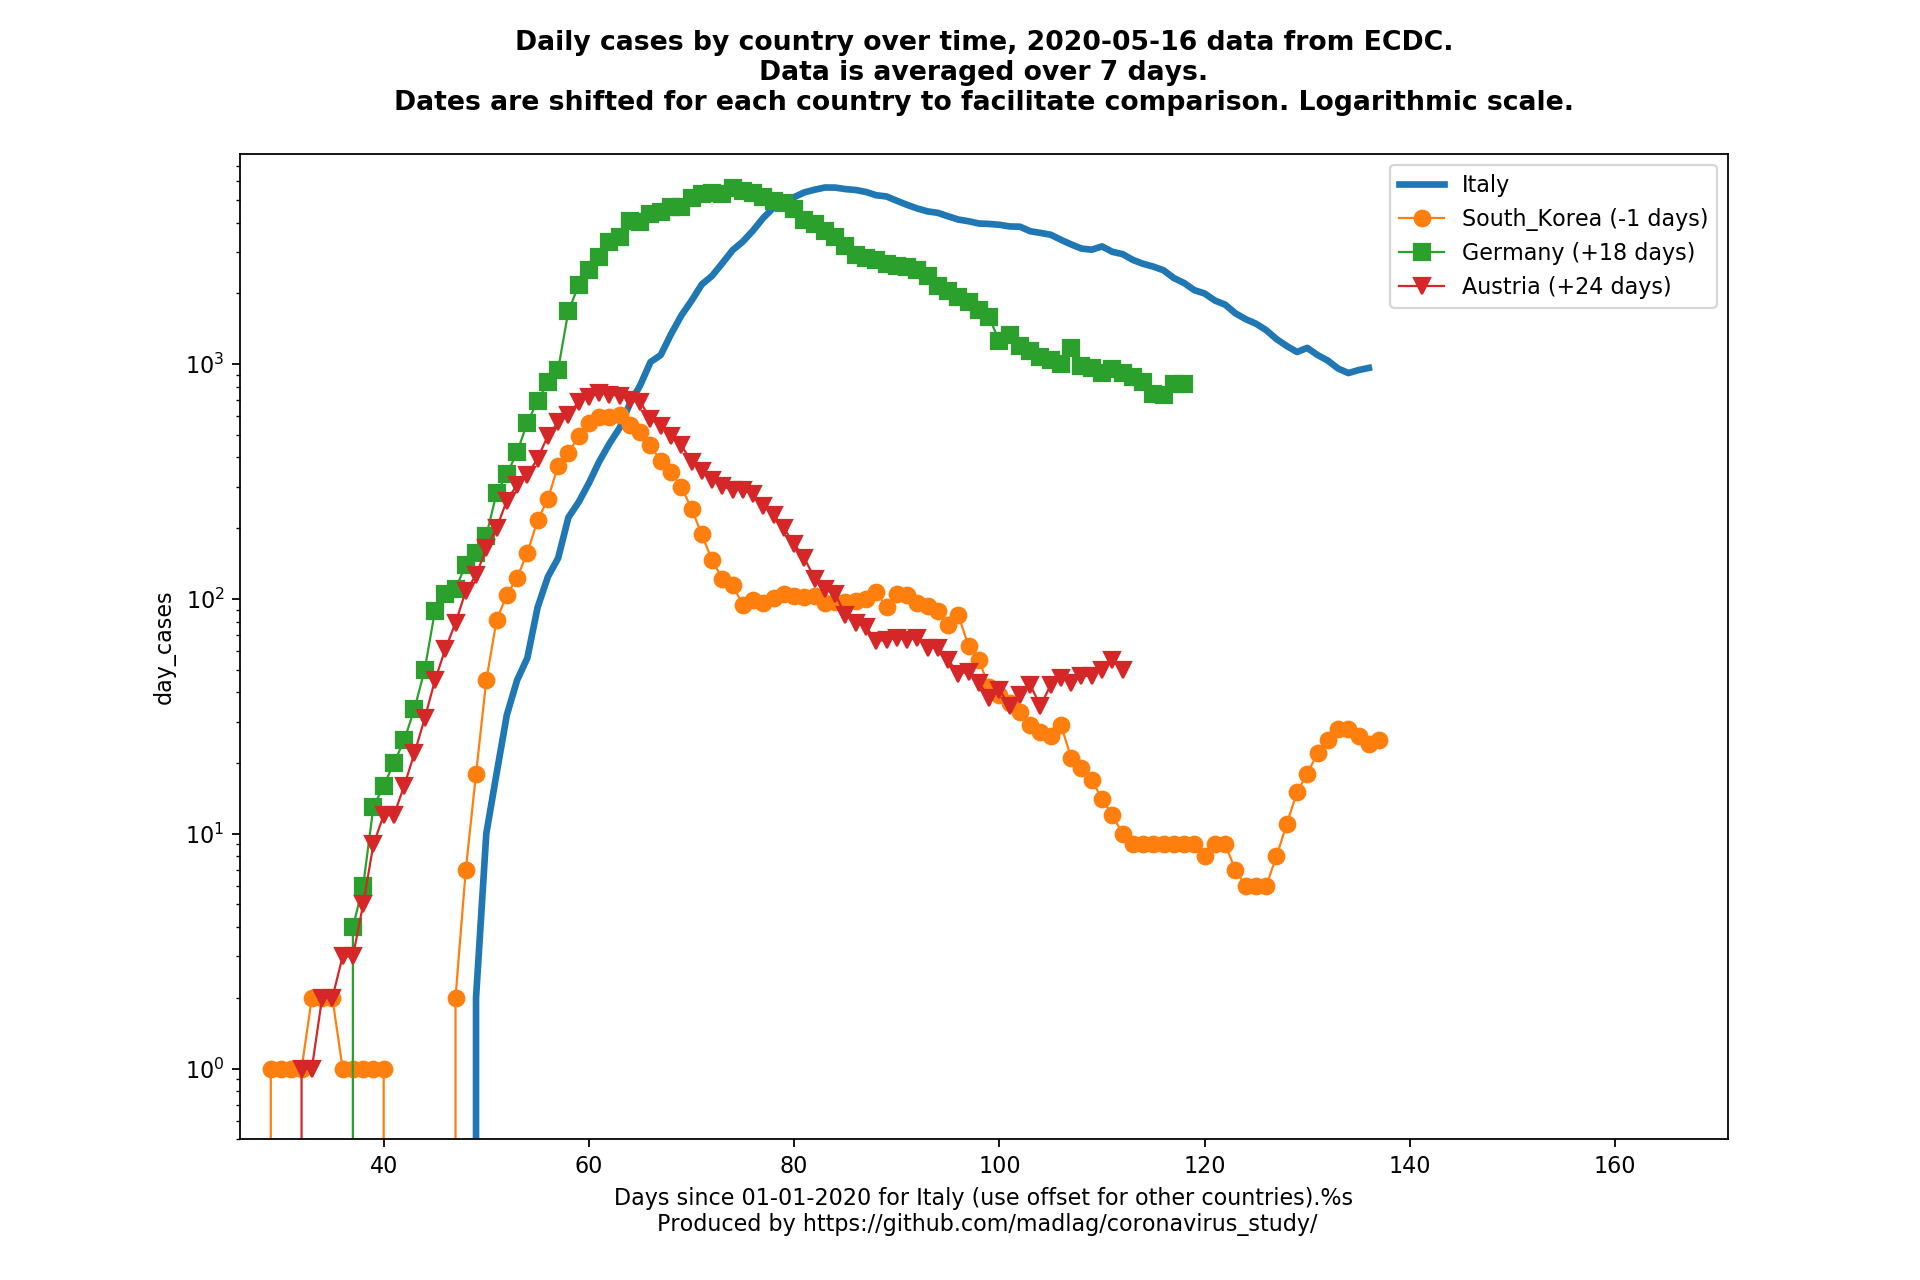 Daily cases by country over time, 2020-05-16 data from ECDC.
Data is averaged over 7 days.
Dates are shifted for each country to facilitate comparison. Logarithmic scale.
Italy
South_Korea (-1 days)
Germany (+18 days)
Austria (+24 days)
day_cases
10³
10²
10¹
10⁰
40 60 80 100 120 140 160
Days since 01-01-2020 for Italy (use offset for other countries).%s
Produced by https://github.com/madlag/coronavirus_study/